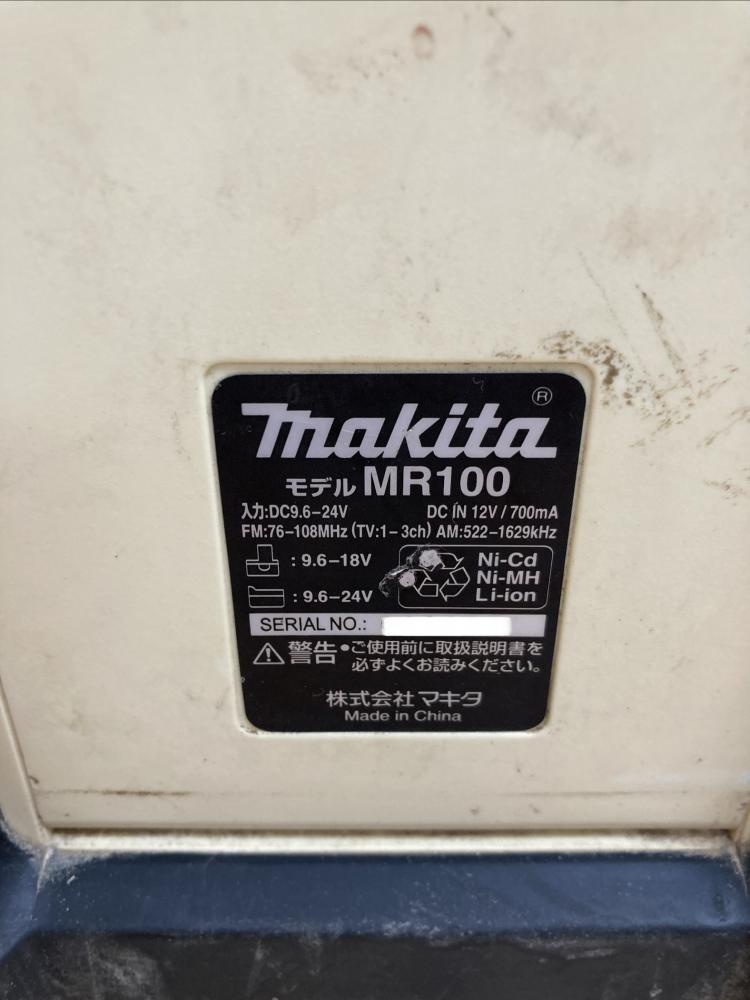 makita®
モデル MR100
入力:DC9.6-24V DC IN 12V / 700mA
FM:76-108MHz (TV:1-3ch) AM:522-1629kHz
: 9.6-18V
: 9.6-24V
Ni-Cd
Ni-MH
Li-ion
SERIAL NO.:
警告・ご使用前に取扱説明書を
必ずよくお読みください。
株式会社 マキタ
Made in China